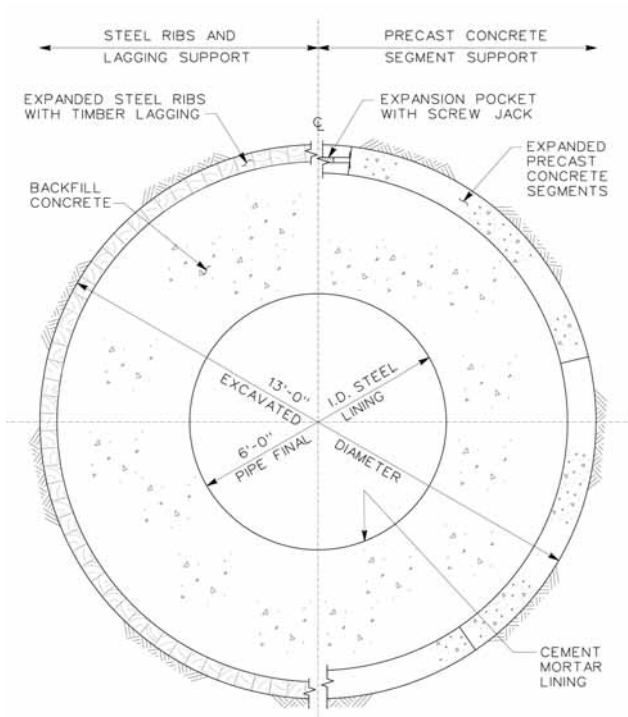 STEEL RIBS AND
LAGGING SUPPORT
PRECAST CONCRETE
SEGMENT SUPPORT
EXPANDED STEEL RIBS
WITH TIMBER LAGGING
℄
EXPANSION POCKET
WITH SCREW JACK
EXPANDED
PRECAST
CONCRETE
SEGMENTS
BACKFILL
CONCRETE
13'-0"
EXCAVATED
DIAMETER
6'-0"
PIPE FINAL
I.D. STEEL
LINING
CEMENT
MORTAR
LINING